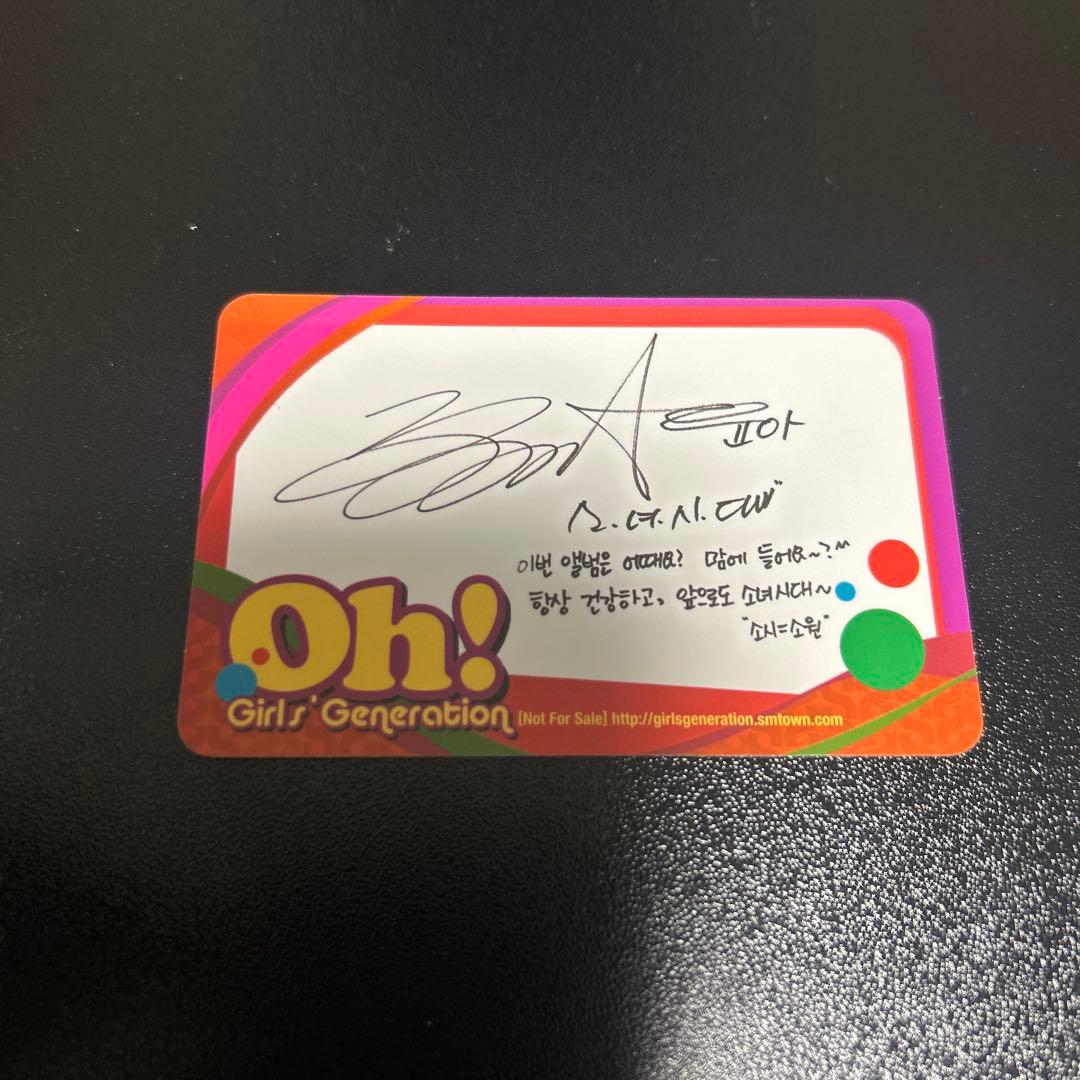 윤아
소.녀.시.대"
이번 앨범은 어때요? 맘에 들어요~?^^
항상 건강하고, 앞으로도 소녀시대~
"소시=소원"
Oh!
Girls' Generation [Not For Sale] http://girlsgeneration.smtown.com